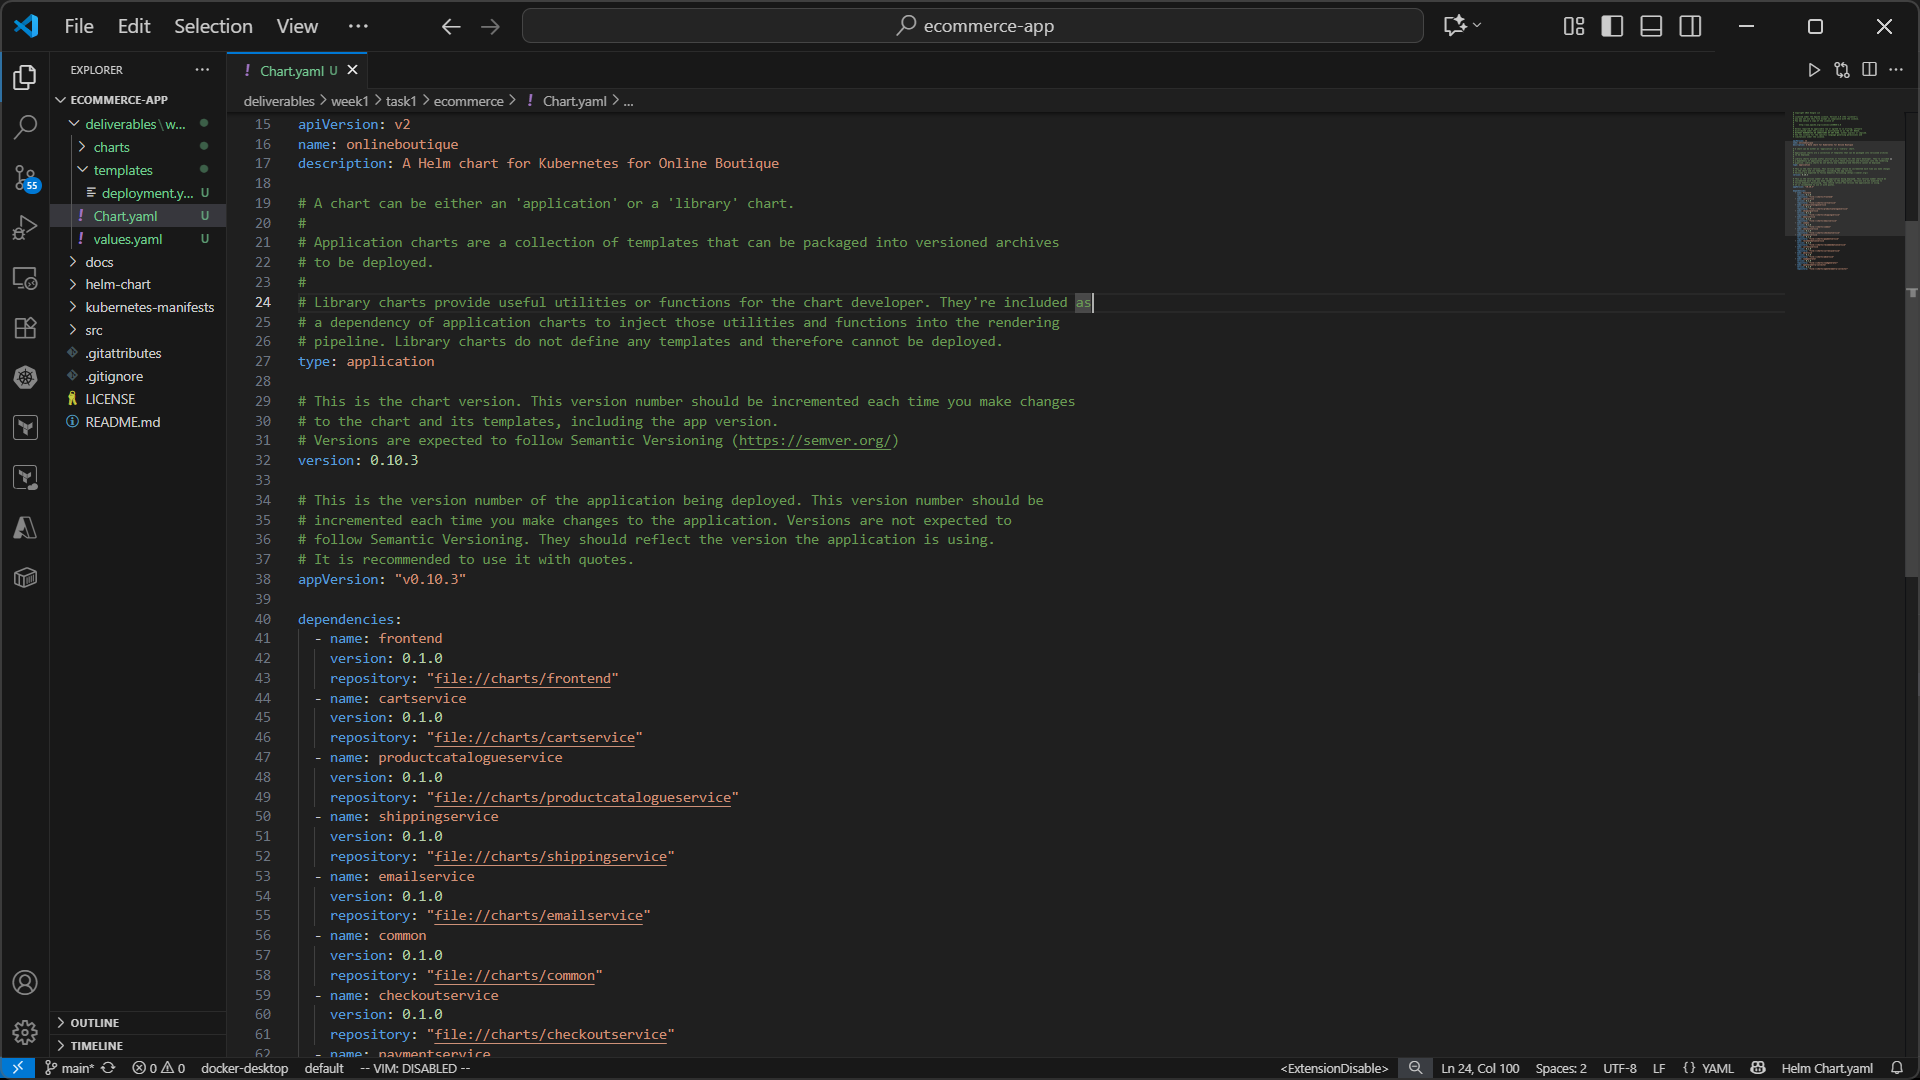 File Edit Selection View ···
ecommerce-app
EXPLORER ···
ECOMMERCE-APP
deliverables\w...
charts
templates
deployment.y... U
! Chart.yaml U
! values.yaml U
docs
helm-chart
kubernetes-manifests
src
.gitattributes
.gitignore
LICENSE
README.md
55
OUTLINE
TIMELINE
! Chart.yaml U
deliverables > week1 > task1 > ecommerce > ! Chart.yaml > ...
15 apiVersion: v2
16 name: onlineboutique
17 description: A Helm chart for Kubernetes for Online Boutique
18
19 # A chart can be either an 'application' or a 'library' chart.
20 #
21 # Application charts are a collection of templates that can be packaged into versioned archives
22 # to be deployed.
23 #
24 # Library charts provide useful utilities or functions for the chart developer. They're included as
25 # a dependency of application charts to inject those utilities and functions into the rendering
26 # pipeline. Library charts do not define any templates and therefore cannot be deployed.
27 type: application
28
29 # This is the chart version. This version number should be incremented each time you make changes
30 # to the chart and its templates, including the app version.
31 # Versions are expected to follow Semantic Versioning (https://semver.org/)
32 version: 0.10.3
33
34 # This is the version number of the application being deployed. This version number should be
35 # incremented each time you make changes to the application. Versions are not expected to
36 # follow Semantic Versioning. They should reflect the version the application is using.
37 # It is recommended to use it with quotes.
38 appVersion: "v0.10.3"
39
40 dependencies:
41 - name: frontend
42 version: 0.1.0
43 repository: "file://charts/frontend"
44 - name: cartservice
45 version: 0.1.0
46 repository: "file://charts/cartservice"
47 - name: productcatalogueservice
48 version: 0.1.0
49 repository: "file://charts/productcatalogueservice"
50 - name: shippingservice
51 version: 0.1.0
52 repository: "file://charts/shippingservice"
53 - name: emailservice
54 version: 0.1.0
55 repository: "file://charts/emailservice"
56 - name: common
57 version: 0.1.0
58 repository: "file://charts/common"
59 - name: checkoutservice
60 version: 0.1.0
61 repository: "file://charts/checkoutservice"
62 - name: paymentservice
main* 0 0 docker-desktop default -- VIM: DISABLED -- <ExtensionDisable> Ln 24, Col 100 Spaces: 2 UTF-8 LF {} YAML Helm Chart.yaml